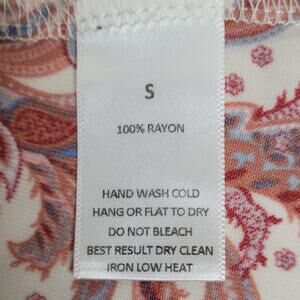 S
100% RAYON
HAND WASH COLD
HANG OR FLAT TO DRY
DO NOT BLEACH
BEST RESULT DRY CLEAN
IRON LOW HEAT